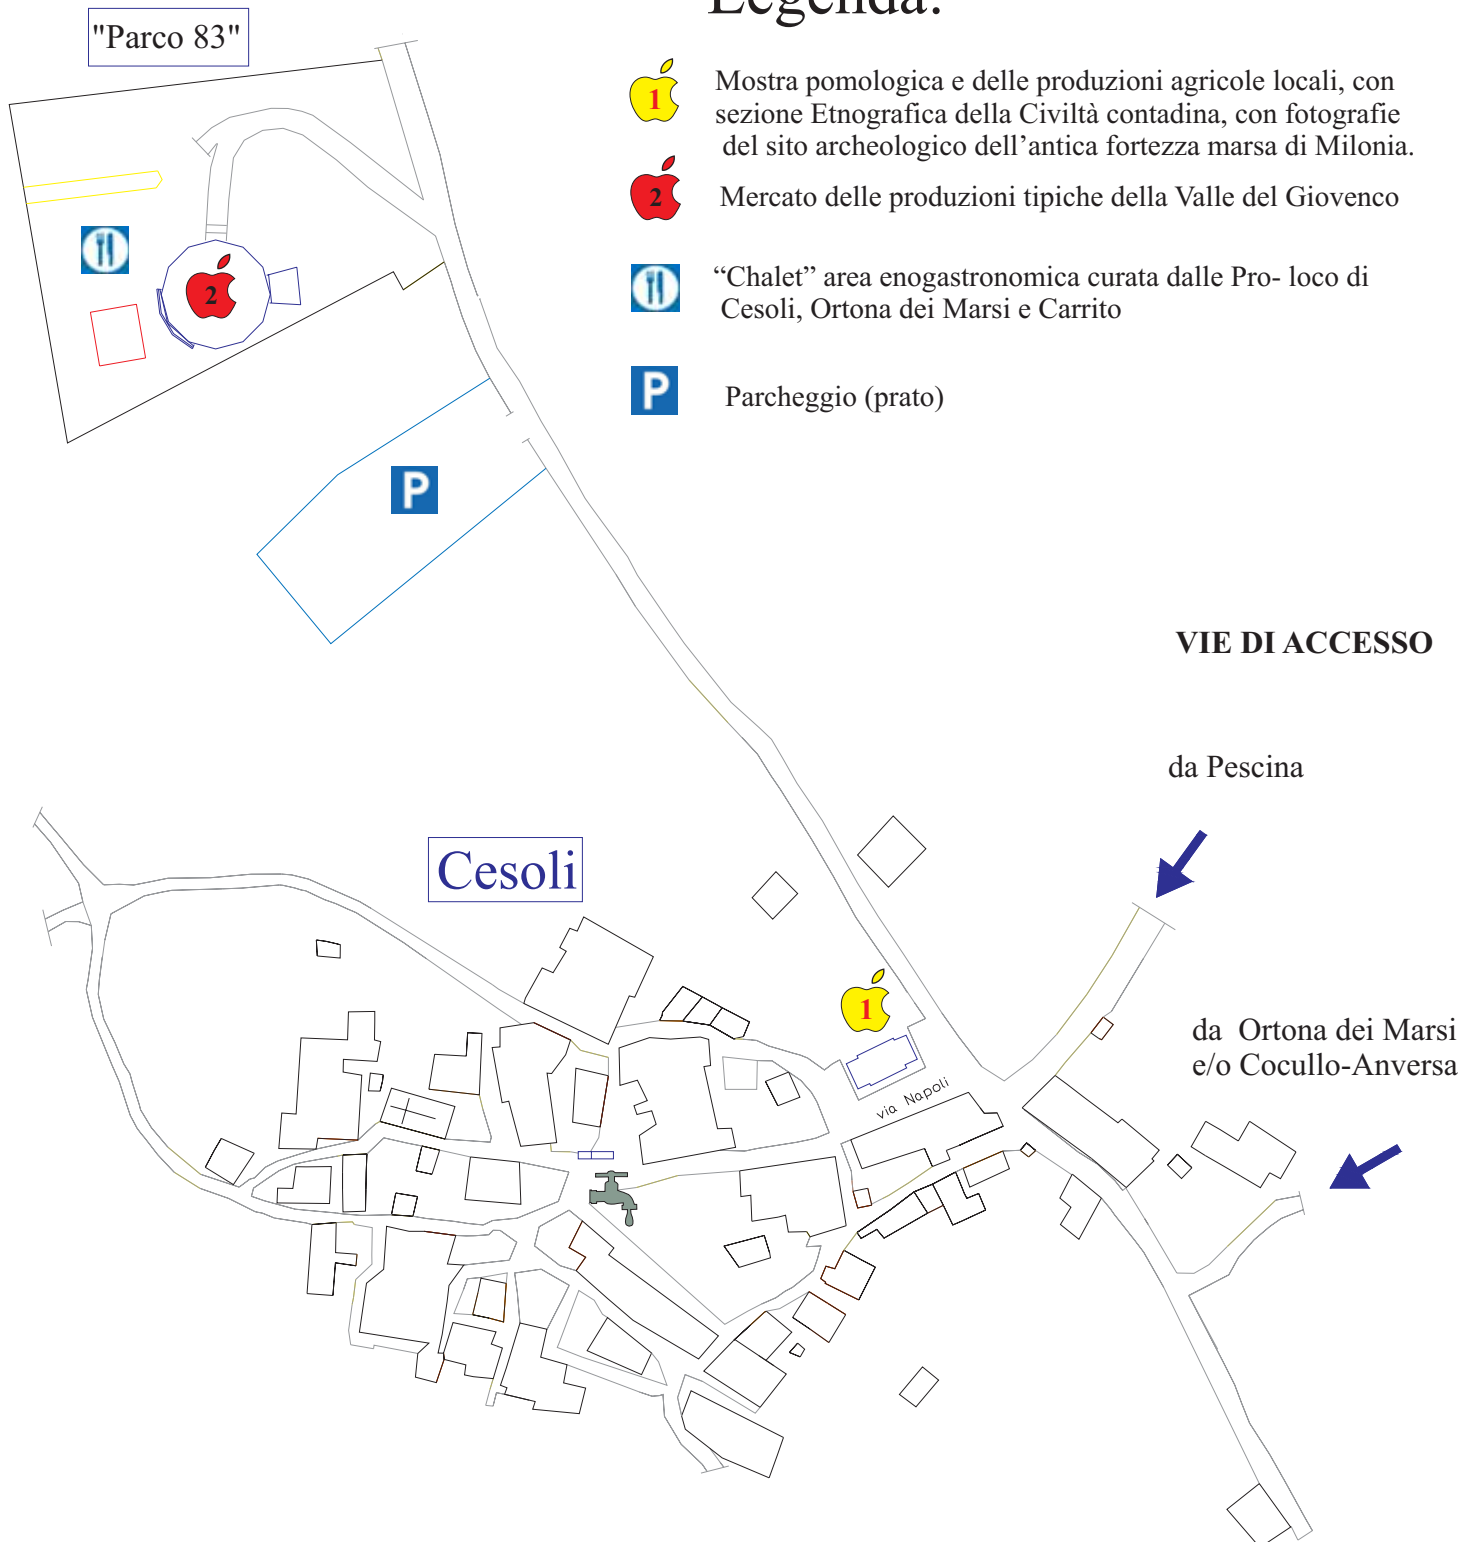 Legenda:
"Parco 83"
1 Mostra pomologica e delle produzioni agricole locali, con
sezione Etnografica della Civiltà contadina, con fotografie
del sito archeologico dell’antica fortezza marsa di Milonia.
2 Mercato delle produzioni tipiche della Valle del Giovenco
“Chalet” area enogastronomica curata dalle Pro- loco di
Cesoli, Ortona dei Marsi e Carrito
P Parcheggio (prato)
2
P
VIE DI ACCESSO
da Pescina
Cesoli
1
da Ortona dei Marsi
e/o Cocullo-Anversa
via Napoli